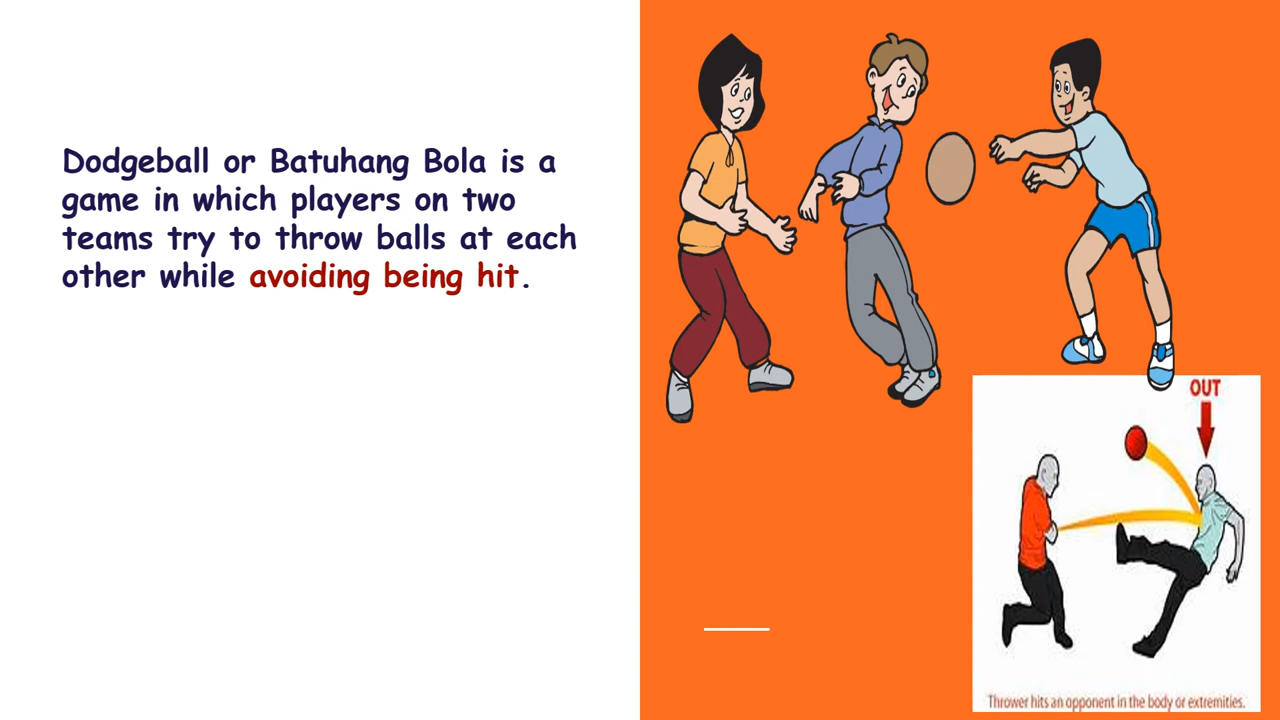 Dodgeball or Batuhang Bola is a
game in which players on two
teams try to throw balls at each
other while avoiding being hit.
OUT
Thrower hits an opponent in the body or extremities.